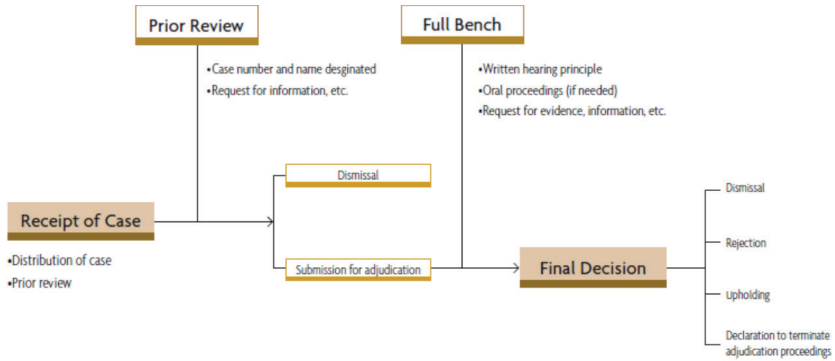 Prior Review
Full Bench
•Case number and name desginated
•Request for information, etc.
•Written hearing principle
•Oral proceedings (if needed)
•Request for evidence, information, etc.
Dismissal
Receipt of Case
•Distribution of case
•Prior review
Submission for adjudication
Final Decision
Dismissal
Rejection
Upholding
Declaration to terminate
adjudication proceedings